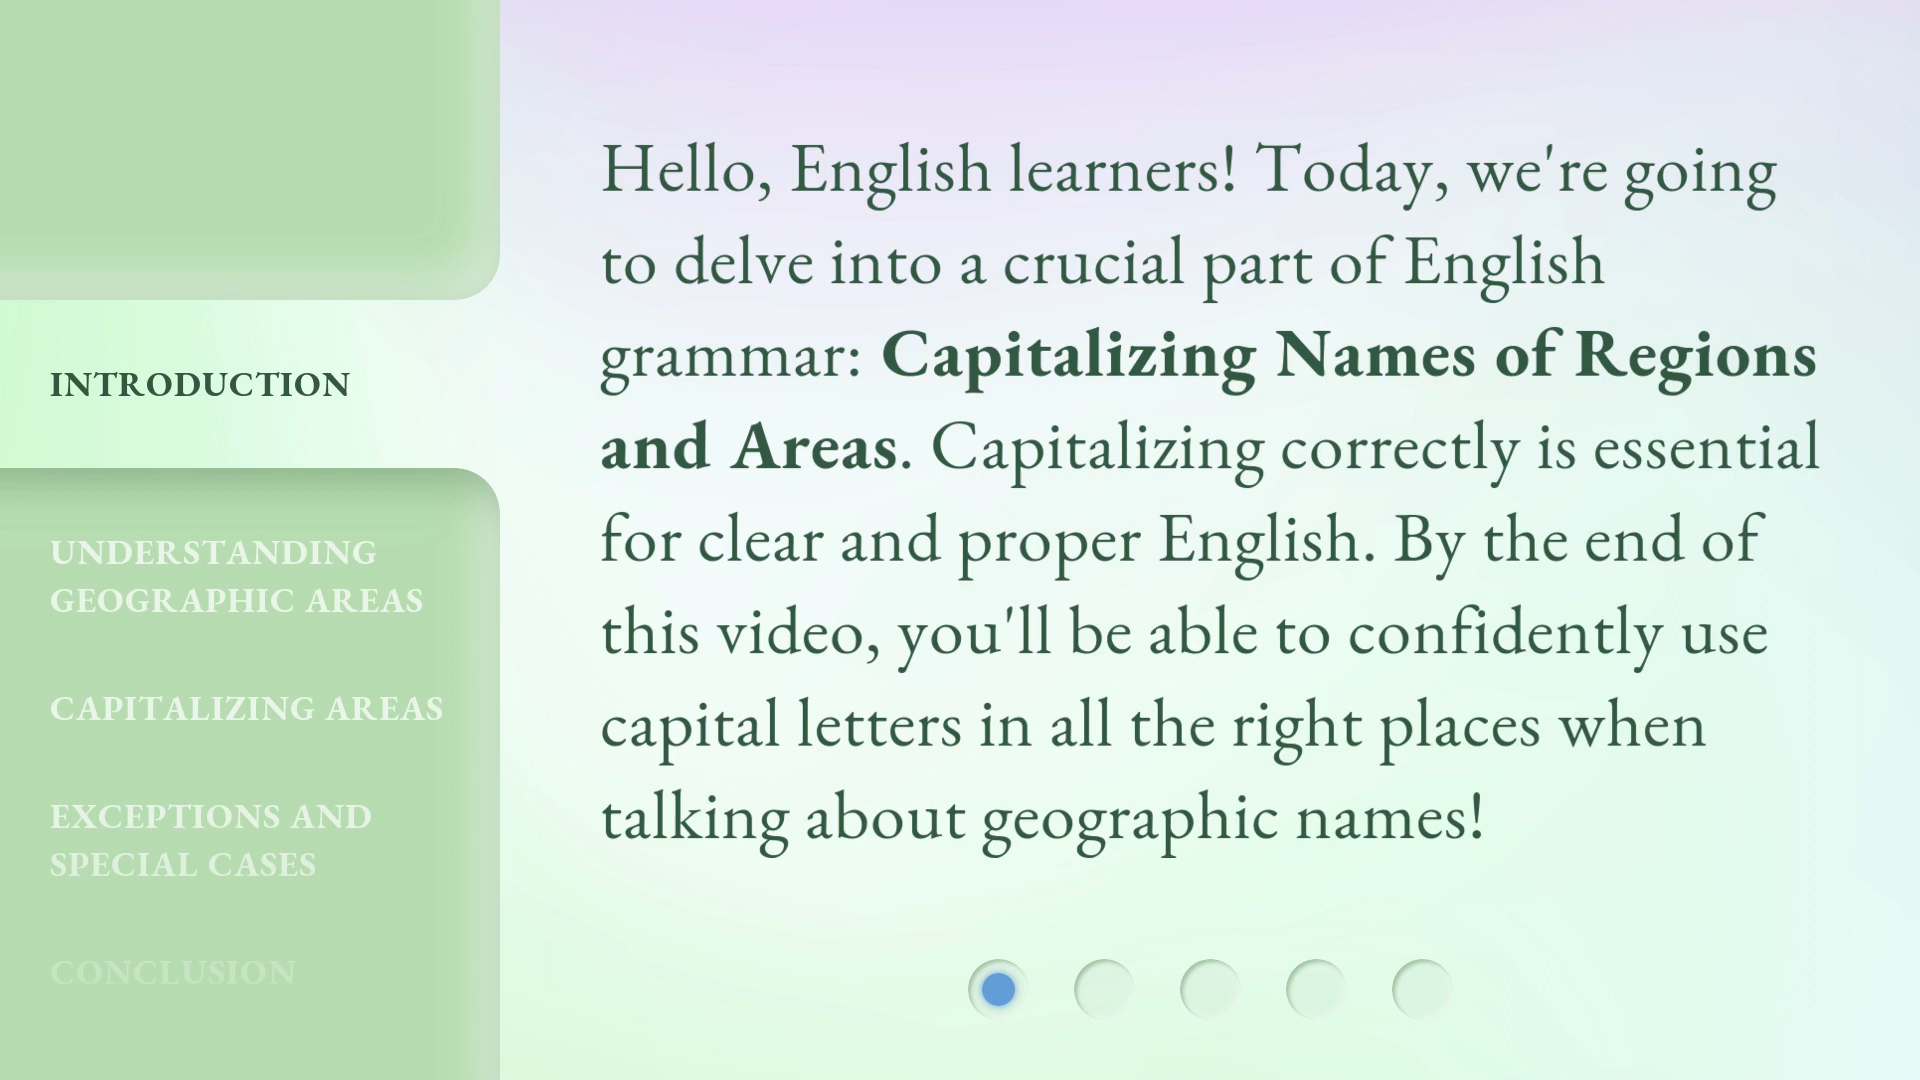 INTRODUCTION
UNDERSTANDING
GEOGRAPHIC AREAS
CAPITALIZING AREAS
EXCEPTIONS AND
SPECIAL CASES
CONCLUSION
Hello, English learners! Today, we're going
to delve into a crucial part of English
grammar: Capitalizing Names of Regions
and Areas. Capitalizing correctly is essential
for clear and proper English. By the end of
this video, you'll be able to confidently use
capital letters in all the right places when
talking about geographic names!